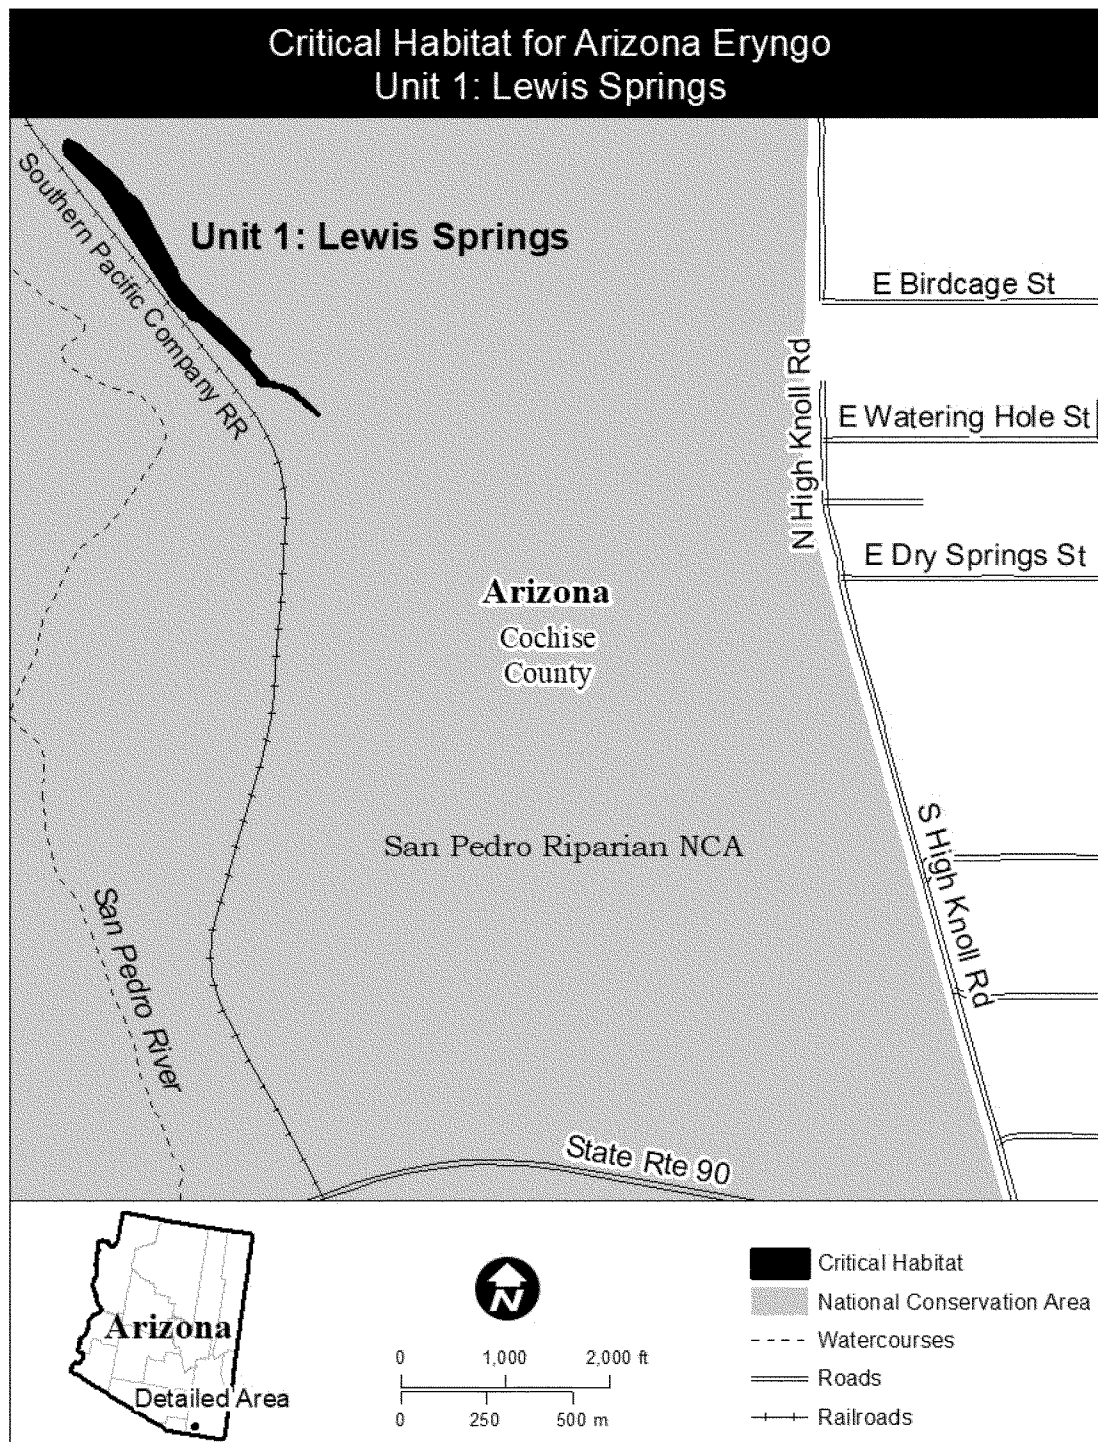 Critical Habitat for Arizona Eryngo
Unit 1: Lewis Springs
Southern Pacific Company RR
Unit 1: Lewis Springs
E Birdcage St
N High Knoll Rd
E Watering Hole St
E Dry Springs St
Arizona
Cochise
County
San Pedro Riparian NCA
S High Knoll Rd
San Pedro River
State Rte 90
Arizona
Detailed Area
N
0 1,000 2,000 ft
0 250 500 m
Critical Habitat
National Conservation Area
Watercourses
Roads
Railroads